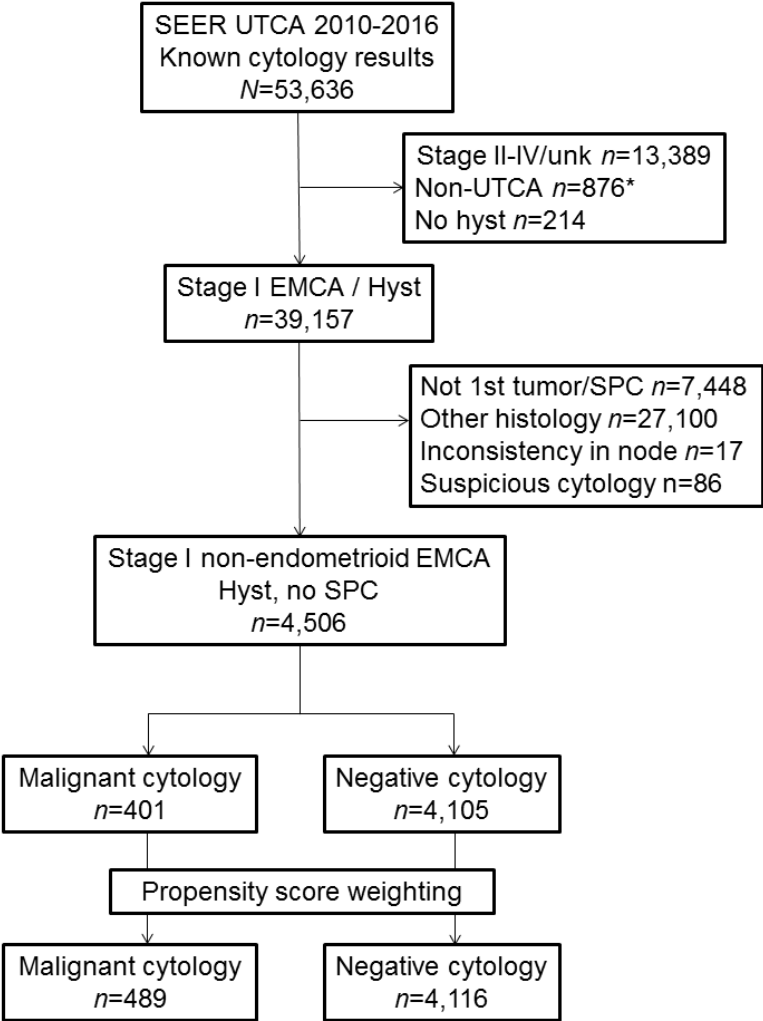 SEER UTCA 2010-2016
Known cytology results
N=53,636
Stage II-IV/unk n=13,389
Non-UTCA n=876*
No hyst n=214
Stage I EMCA / Hyst
n=39,157
Not 1st tumor/SPC n=7,448
Other histology n=27,100
Inconsistency in node n=17
Suspicious cytology n=86
Stage I non-endometrioid EMCA
Hyst, no SPC
n=4,506
Malignant cytology
n=401
Negative cytology
n=4,105
Propensity score weighting
Malignant cytology
n=489
Negative cytology
n=4,116